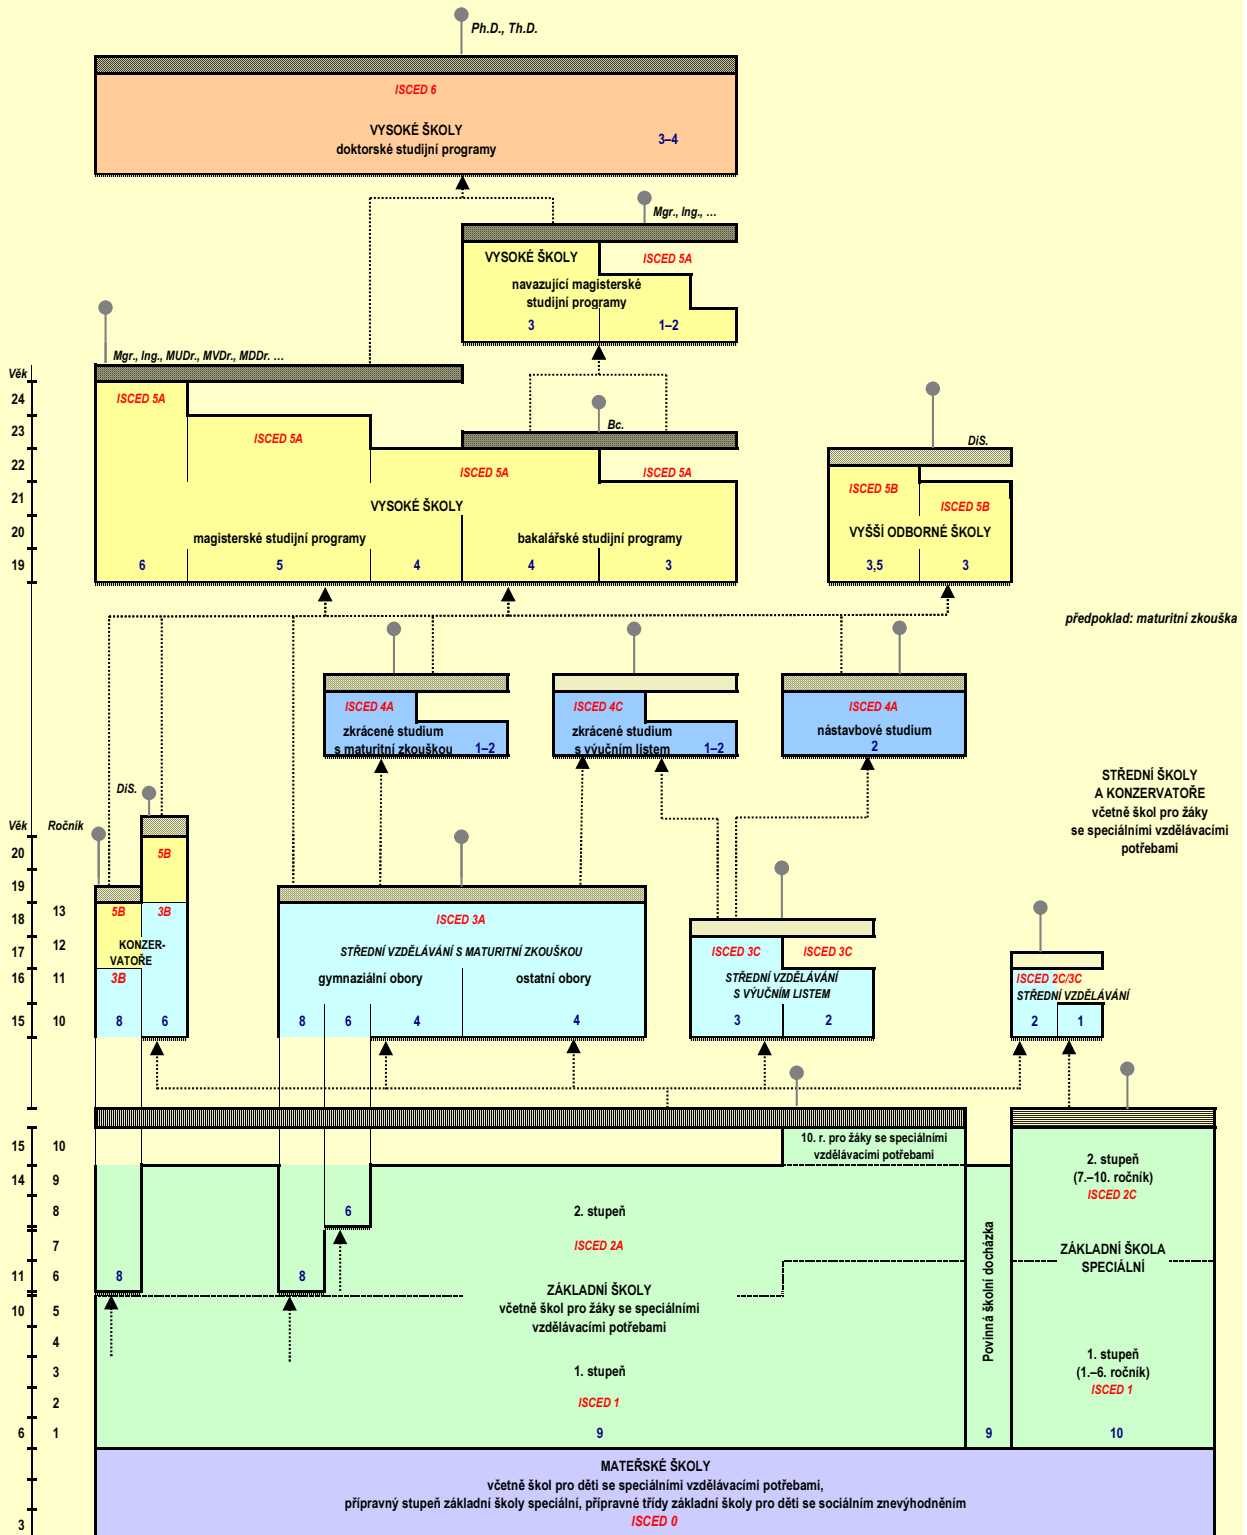 Ph.D., Th.D.
ISCED 6
VYSOKÉ ŠKOLY
doktorské studijní programy
3–4
Mgr., Ing., …
VYSOKÉ ŠKOLY
ISCED 5A
navazující magisterské
studijní programy
3
1–2
Mgr., Ing., MUDr., MVDr., MDDr. …
Věk
24
ISCED 5A
23
ISCED 5A
Bc.
DiS.
22
ISCED 5A
ISCED 5A
ISCED 5B
21
VYSOKÉ ŠKOLY
ISCED 5B
20
magisterské studijní programy
bakalářské studijní programy
VYŠŠÍ ODBORNÉ ŠKOLY
19
6
5
4
4
3
3,5
3
předpoklad: maturitní zkouška
ISCED 4A
zkrácené studium
s maturitní zkouškou
1–2
ISCED 4C
zkrácené studium
s výučním listem
1–2
ISCED 4A
nástavbové studium
2
STŘEDNÍ ŠKOLY
A KONZERVATOŘE
včetně škol pro žáky
se speciálními vzdělávacími
potřebami
DiS.
Věk
Ročník
20
5B
19
18
13
5B
3B
ISCED 3A
17
12
KONZER-
VATOŘE
STŘEDNÍ VZDĚLÁVÁNÍ S MATURITNÍ ZKOUŠKOU
ISCED 3C
ISCED 3C
16
11
3B
gymnaziální obory
ostatní obory
STŘEDNÍ VZDĚLÁVÁNÍ
S VÝUČNÍM LISTEM
ISCED 2C/3C
STŘEDNÍ VZDĚLÁVÁNÍ
15
10
8
6
8
6
4
4
3
2
2
1
15
10
10. r. pro žáky se speciálními
vzdělávacími potřebami
14
9
2. stupeň
(7.–10. ročník)
ISCED 2C
8
6
2. stupeň
7
ISCED 2A
11
6
8
8
ZÁKLADNÍ ŠKOLA
SPECIÁLNÍ
ZÁKLADNÍ ŠKOLY
včetně škol pro žáky se speciálními
vzdělávacími potřebami
10
5
4
Povinná školní docházka
3
1. stupeň
1. stupeň
(1.–6. ročník)
ISCED 1
2
ISCED 1
6
1
9
9
10
MATEŘSKÉ ŠKOLY
včetně škol pro děti se speciálními vzdělávacími potřebami,
přípravný stupeň základní školy speciální, přípravné třídy základní školy pro děti se sociálním znevýhodněním
3
ISCED 0